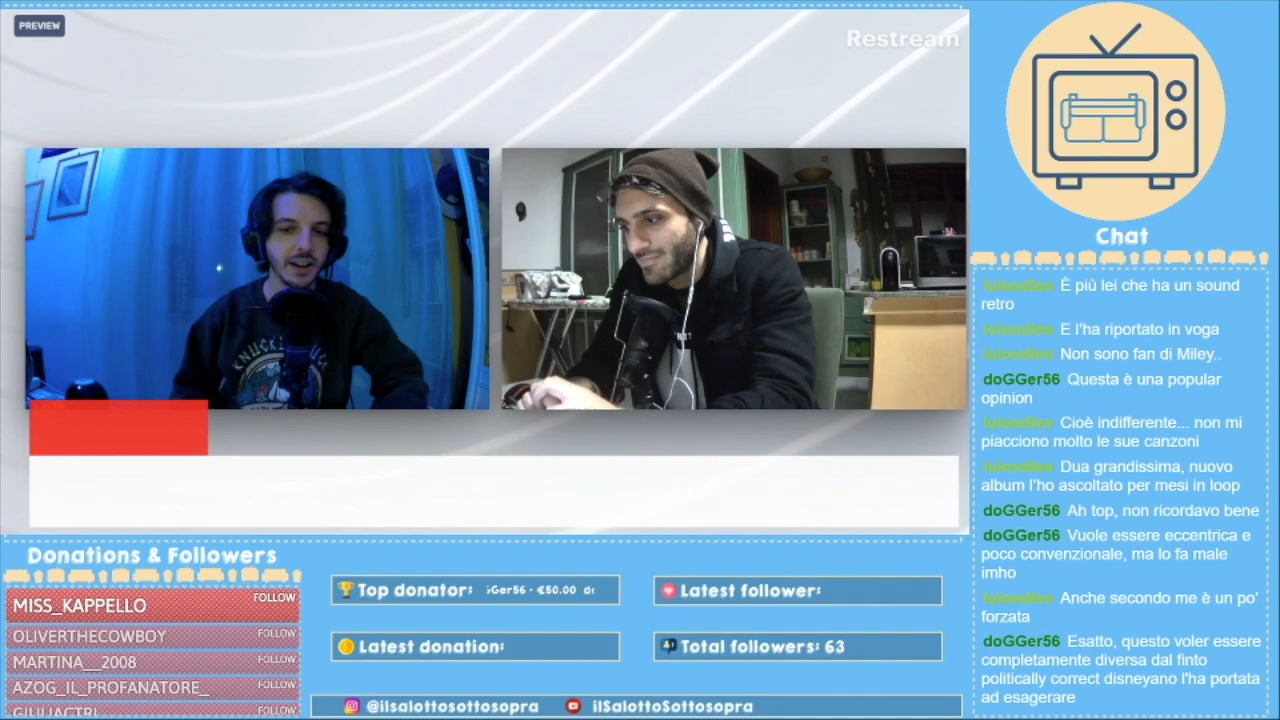 PREVIEW
Restream
KNUCK
Chat
È più lei che ha un sound
retro
E l'ha riportato in voga
Non sono fan di Miley..
doGGer56 Questa è una popular
opinion
Cioè indifferente... non mi
piacciono molto le sue canzoni
Dua grandissima, nuovo
album l'ho ascoltato per mesi in loop
doGGer56 Ah top, non ricordavo bene
doGGer56 Vuole essere eccentrica e
poco convenzionale, ma lo fa male
imho
Anche secondo me è un po'
forzata
doGGer56 Esatto, questo voler essere
completamente diversa dal finto
politically correct disneyano l'ha portata
ad esagerare
Donations & Followers
MISS_KAPPELLO FOLLOW
OLIVERTHECOWBOY FOLLOW
MARTINA__2008 FOLLOW
AZOG_IL_PROFANATORE_ FOLLOW
FOLLOW
Top donator: Ger56 - €50.00 do
Latest follower:
Latest donation:
Total followers: 63
@ilsalottosottosopra
ilSalottoSottosopra